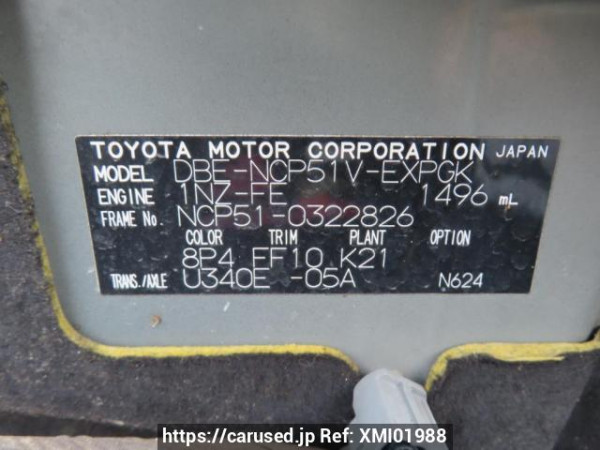 TOYOTA MOTOR CORPORATION JAPAN
MODEL DBE-NCP51V-EXPGK
ENGINE 1NZ-FE 1496 mL
FRAME No NCP51-0322826
COLOR TRIM PLANT OPTION
8P4 FF10 K21
TRANS./AXLE U340E -05A N624
https://carused.jp Ref: XMI01988